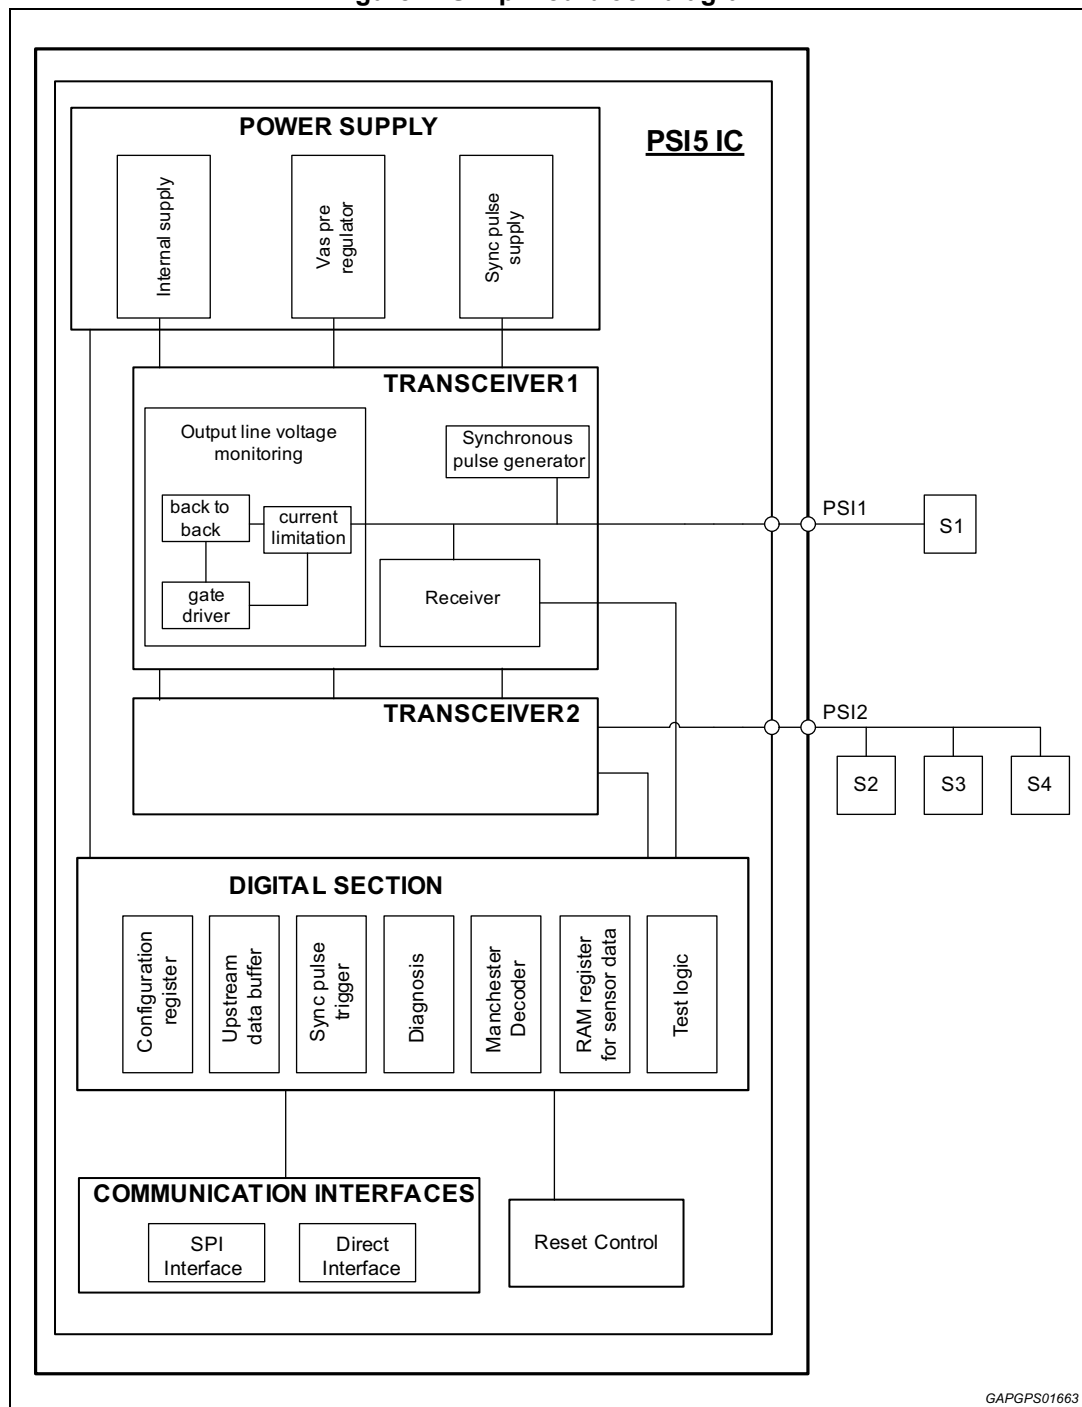 POWER SUPPLY
PSI5 IC
Internal supply
Vas pre
regulator
Sync pulse
supply
TRANSCEIVER1
Output line voltage
monitoring
Synchronous
pulse generator
back to
back
current
limitation
gate
driver
Receiver
PSI1
S1
TRANSCEIVER2
PSI2
S2
S3
S4
DIGITAL SECTION
Configuration
register
Upstream
data buffer
Sync pulse
trigger
Diagnosis
Manchester
Decoder
RAM register
for sensor data
Test logic
COMMUNICATION INTERFACES
SPI
Interface
Direct
Interface
Reset Control
GAPGPS01663